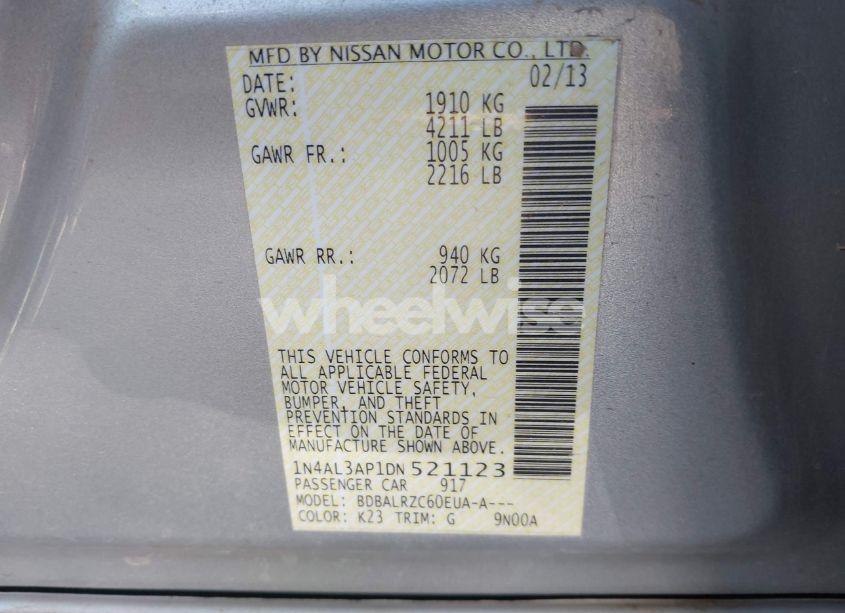 MFD BY NISSAN MOTOR CO., LTD.
DATE: 02/13
GVWR: 1910 KG
4211 LB
GAWR FR.: 1005 KG
2216 LB
GAWR RR.: 940 KG
2072 LB
wheelwise
THIS VEHICLE CONFORMS TO
ALL APPLICABLE FEDERAL
MOTOR VEHICLE SAFETY,
BUMPER, AND THEFT
PREVENTION STANDARDS IN
EFFECT ON THE DATE OF
MANUFACTURE SHOWN ABOVE.
1N4AL3AP1DN521123
PASSENGER CAR 917
MODEL: BDBALRZC60EUA-A---
COLOR: K23 TRIM: G 9N00A